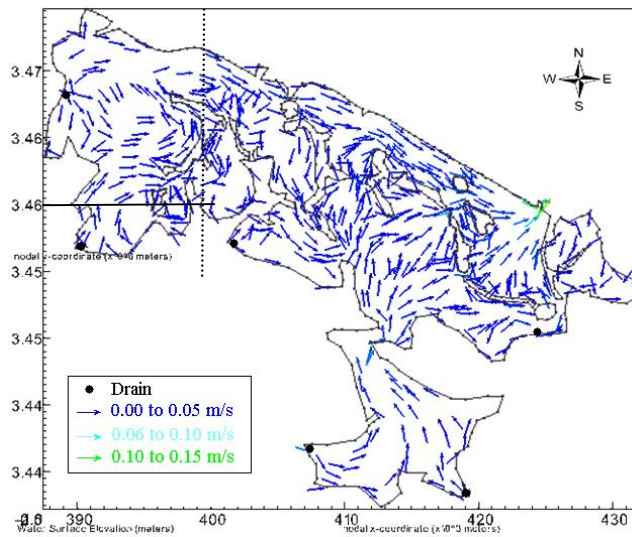 N
W E
S
3.47
3.46
3.46
nodal x-coordinate (x10^6 meters)
3.45
3.45
3.44
3.44
Drain
0.00 to 0.05 m/s
0.06 to 0.10 m/s
0.10 to 0.15 m/s
390 400 410 420 430
Water Surface Elevation (meters) nodal x-coordinate (x10^3 meters)